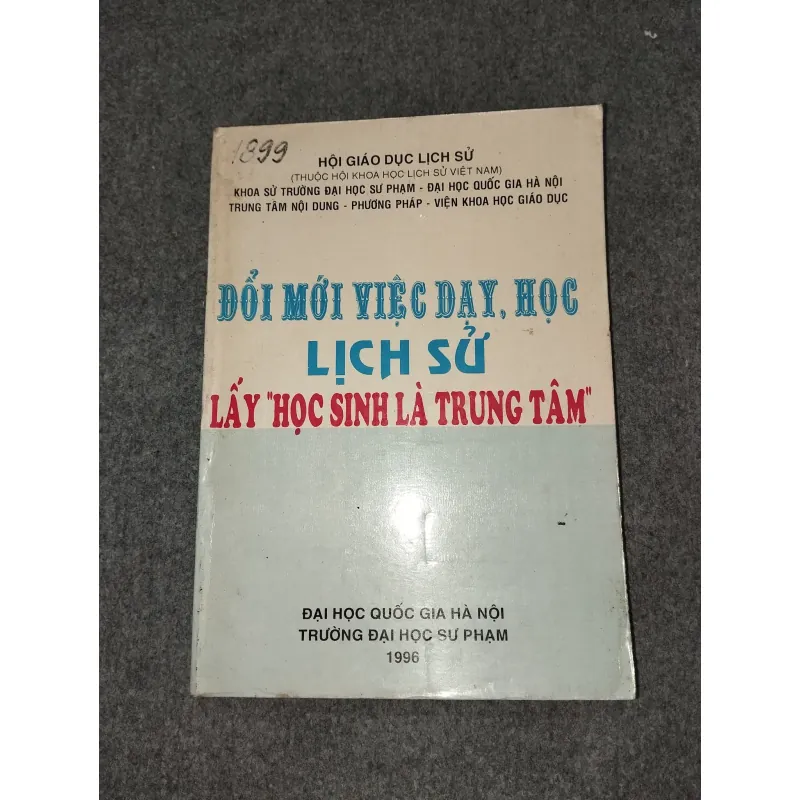 1899
HỘI GIÁO DỤC LỊCH SỬ
(THUỘC HỘI KHOA HỌC LỊCH SỬ VIỆT NAM)
KHOA SỬ TRƯỜNG ĐẠI HỌC SƯ PHẠM - ĐẠI HỌC QUỐC GIA HÀ NỘI
TRUNG TÂM NỘI DUNG - PHƯƠNG PHÁP - VIỆN KHOA HỌC GIÁO DỤC
ĐỔI MỚI VIỆC DẠY, HỌC
LỊCH SỬ
LẤY "HỌC SINH LÀ TRUNG TÂM"
ĐẠI HỌC QUỐC GIA HÀ NỘI
TRƯỜNG ĐẠI HỌC SƯ PHẠM
1996